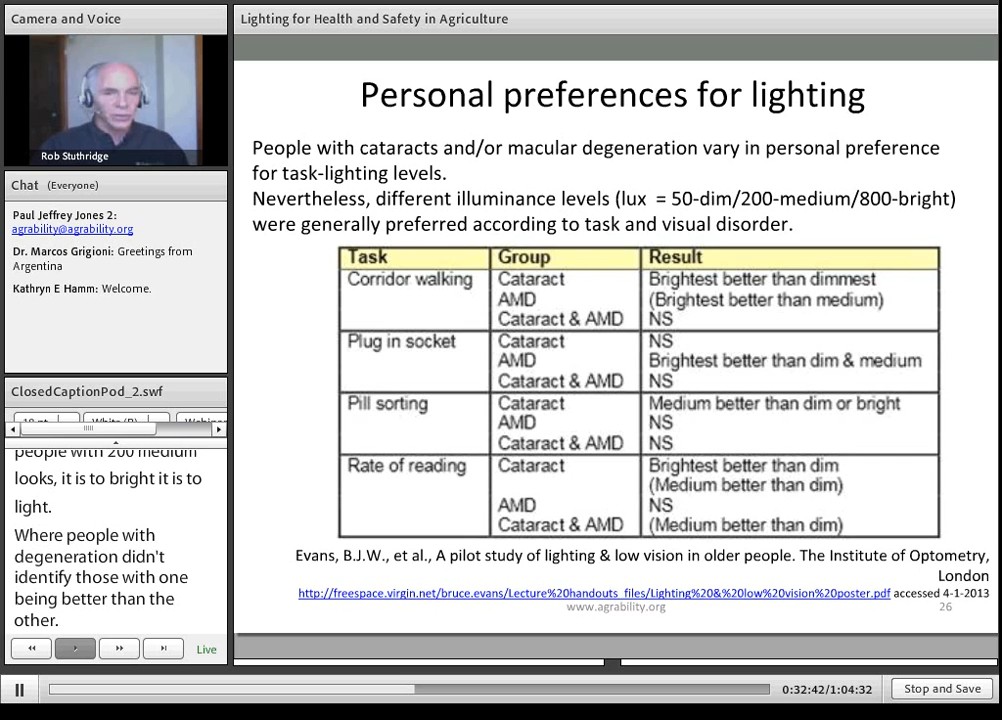 Camera and Voice
Rob Stuthridge
Chat (Everyone)
Paul Jeffrey Jones 2:
agrability@agrability.org
Dr. Marcos Grigioni: Greetings from
Argentina
Kathryn E Hamm: Welcome.
ClosedCaptionPod_2.swf
people with 200 medium
looks, it is to bright it is to
light.
Where people with
degeneration didn't
identify those with one
being better than the
other.
Live
Lighting for Health and Safety in Agriculture
Personal preferences for lighting
People with cataracts and/or macular degeneration vary in personal preference
for task-lighting levels.
Nevertheless, different illuminance levels (lux = 50-dim/200-medium/800-bright)
were generally preferred according to task and visual disorder.
Task Group Result
Corridor walking Cataract Brightest better than dimmest
AMD (Brightest better than medium)
Cataract & AMD NS
Plug in socket Cataract NS
AMD Brightest better than dim & medium
Cataract & AMD NS
Pill sorting Cataract Medium better than dim or bright
AMD NS
Cataract & AMD NS
Rate of reading Cataract Brightest better than dim
(Medium better than dim)
AMD NS
Cataract & AMD (Medium better than dim)
Evans, B.J.W., et al., A pilot study of lighting & low vision in older people. The Institute of Optometry,
London
http://freespace.virgin.net/bruce.evans/Lecture%20handouts_files/Lighting%20&%20low%20vision%20poster.pdf accessed 4-1-2013
www.agrability.org 26
0:32:42/1:04:32
Stop and Save